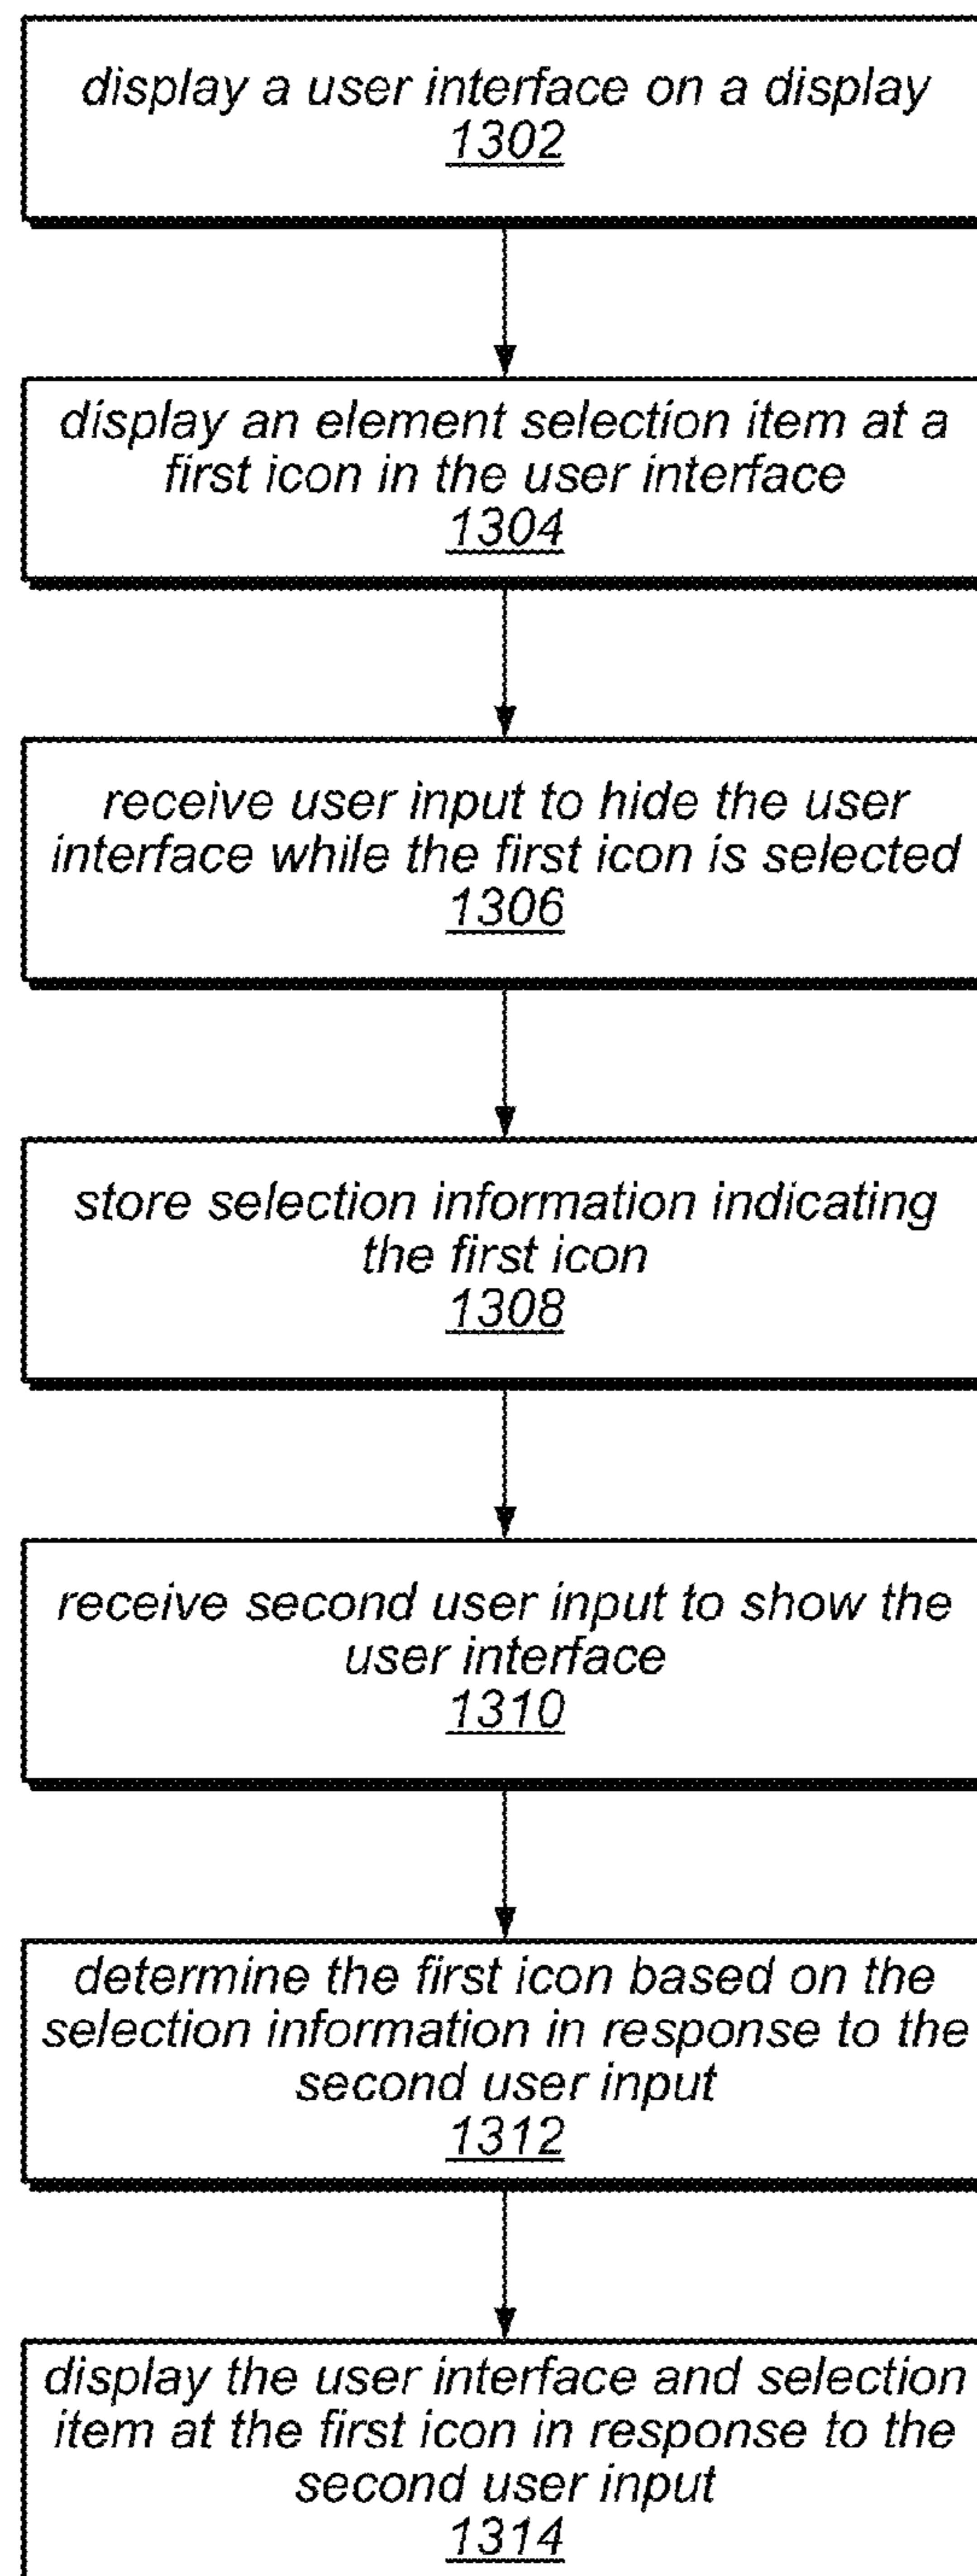 display a user interface on a display
1302
display an element selection item at a
first icon in the user interface
1304
receive user input to hide the user
interface while the first icon is selected
1306
store selection information indicating
the first icon
1308
receive second user input to show the
user interface
1310
determine the first icon based on the
selection information in response to the
second user input
1312
display the user interface and selection
item at the first icon in response to the
second user input
1314